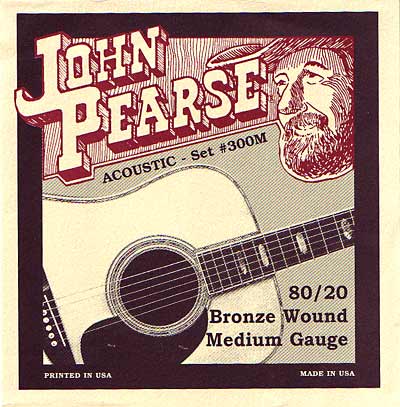 JOHN
PEARSE
ACOUSTIC - Set #300M
80/20
Bronze Wound
Medium Gauge
PRINTED IN USA
MADE IN USA